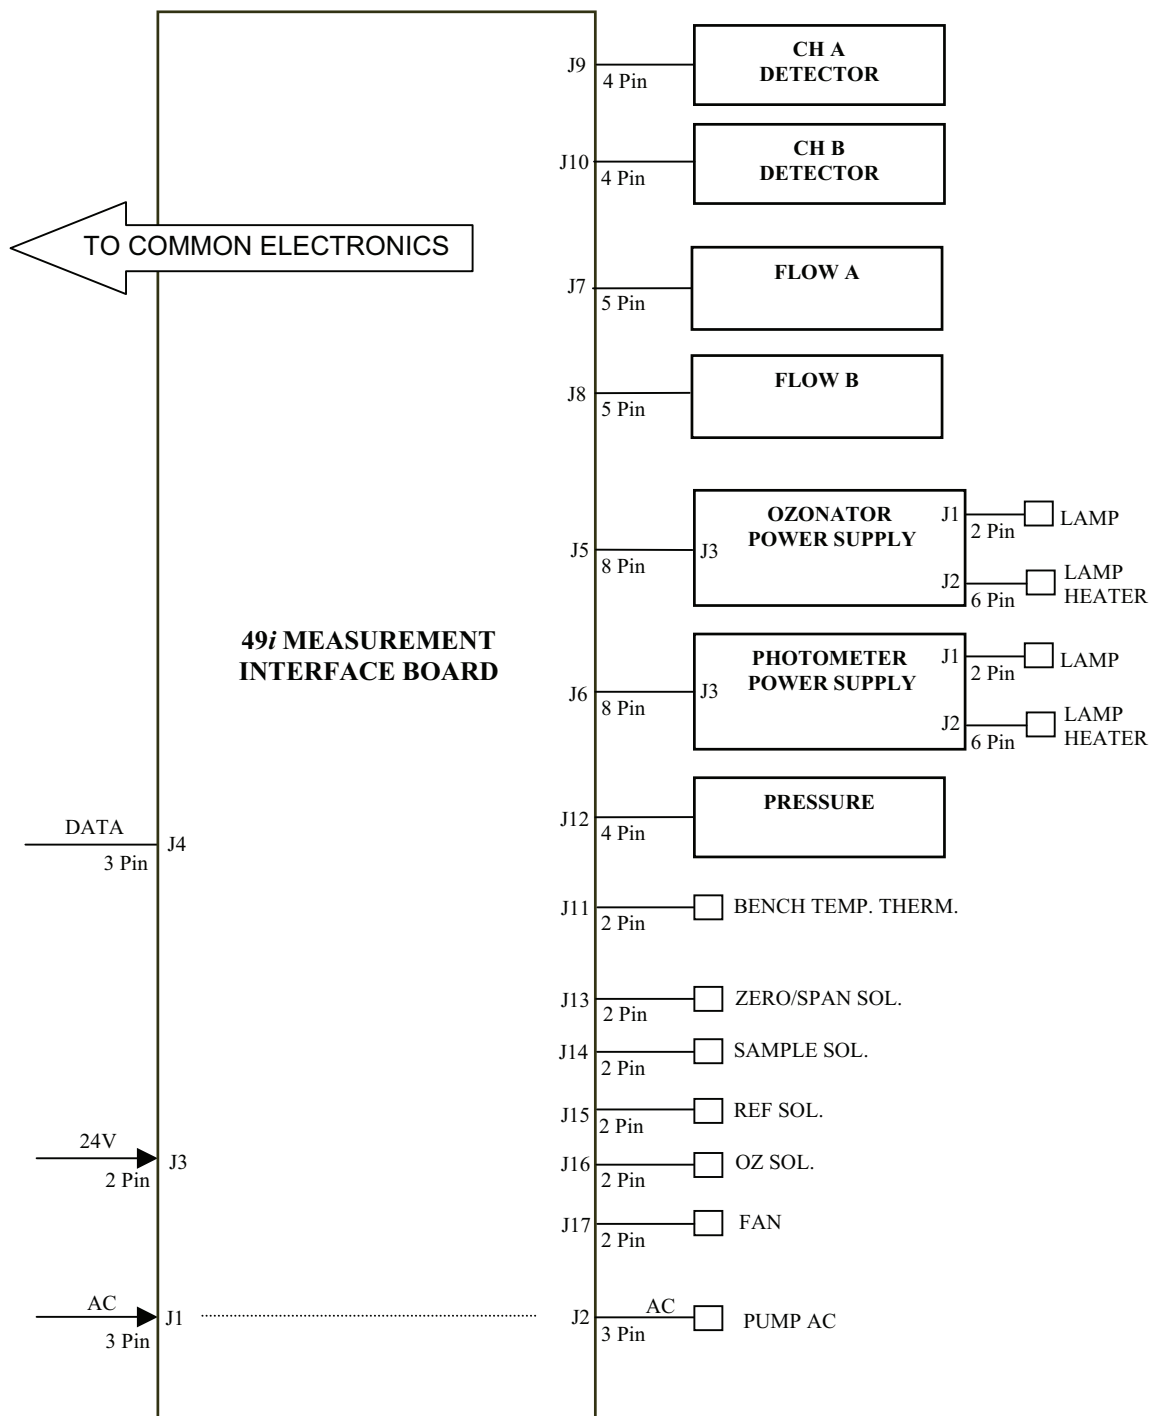 J9
4 Pin
CH A
DETECTOR
J10
4 Pin
CH B
DETECTOR
TO COMMON ELECTRONICS
J7
5 Pin
FLOW A
J8
5 Pin
FLOW B
J5
8 Pin
J3
OZONATOR
POWER SUPPLY
J1
2 Pin
LAMP
J2
6 Pin
LAMP
HEATER
49i MEASUREMENT
INTERFACE BOARD
J6
8 Pin
J3
PHOTOMETER
POWER SUPPLY
J1
2 Pin
LAMP
J2
6 Pin
LAMP
HEATER
J12
4 Pin
PRESSURE
DATA
3 Pin
J4
J11
2 Pin
BENCH TEMP. THERM.
J13
2 Pin
ZERO/SPAN SOL.
J14
2 Pin
SAMPLE SOL.
J15
2 Pin
REF SOL.
24V
2 Pin
J3
J16
2 Pin
OZ SOL.
J17
2 Pin
FAN
AC
3 Pin
J1
J2
AC
3 Pin
PUMP AC